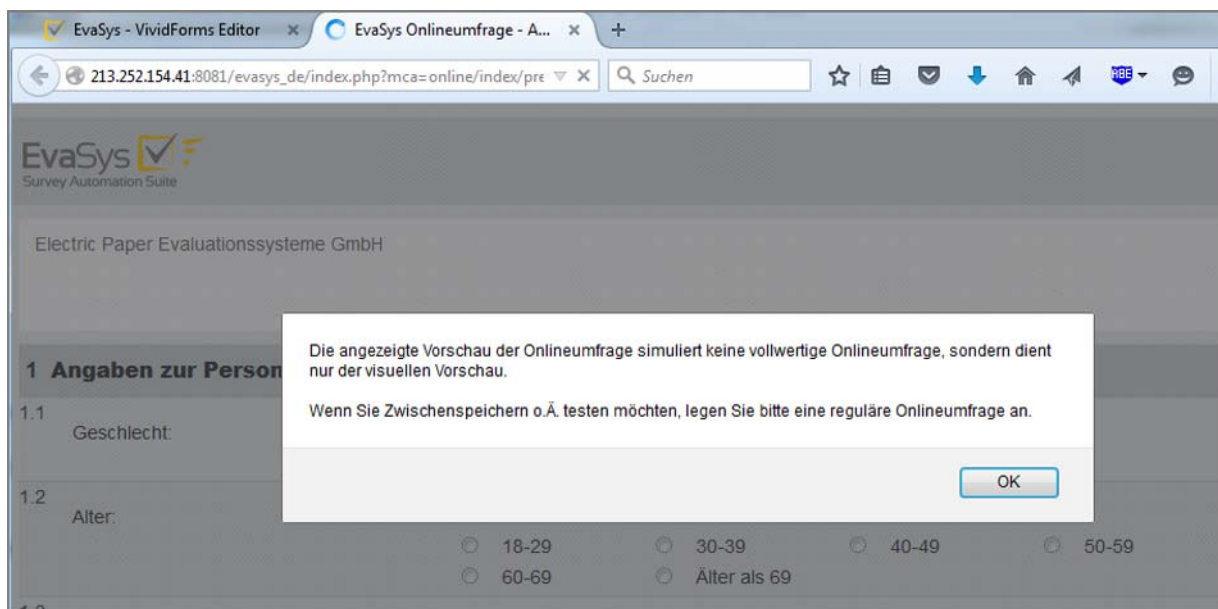 EvaSys - VividForms Editor
EvaSys Onlineumfrage - A...
213.252.154.41:8081/evasys_de/index.php?mca=online/index/pre
Suchen
ABE
EvaSys
Survey Automation Suite
Electric Paper Evaluationssysteme GmbH
Die angezeigte Vorschau der Onlineumfrage simuliert keine vollwertige Onlineumfrage, sondern dient
nur der visuellen Vorschau.
Wenn Sie Zwischenspeichern o.Ä. testen möchten, legen Sie bitte eine reguläre Onlineumfrage an.
OK
1 Angaben zur Person
1.1
Geschlecht:
1.2
Alter:
18-29 30-39 40-49 50-59
60-69 Älter als 69